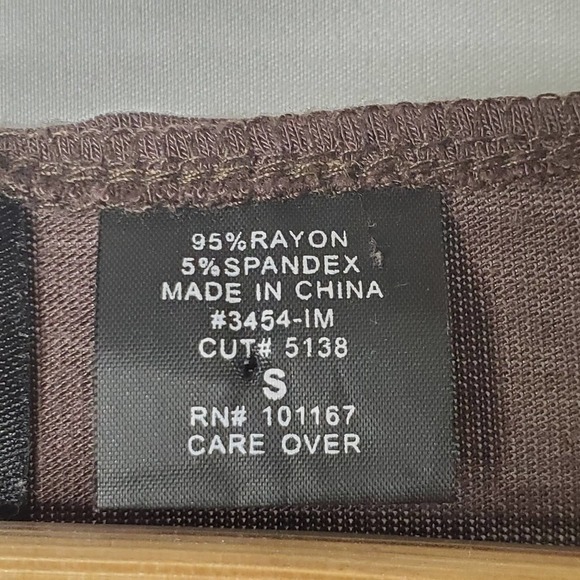 95%RAYON
5%SPANDEX
MADE IN CHINA
#3454-IM
CUT# 5138
S
RN# 101167
CARE OVER